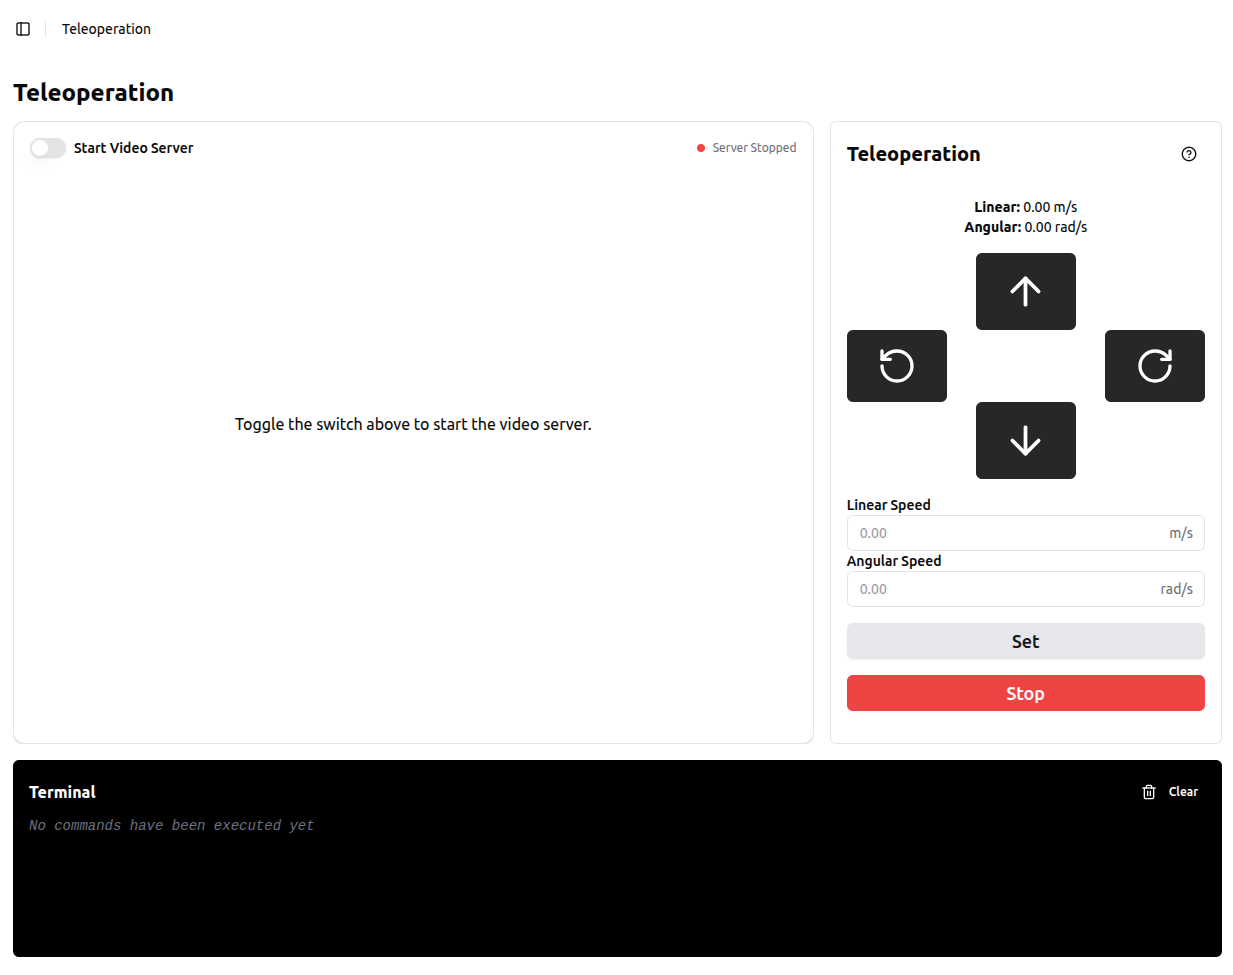 Teleoperation
Teleoperation
Start Video Server
Server Stopped
Toggle the switch above to start the video server.
Teleoperation
Linear: 0.00 m/s
Angular: 0.00 rad/s
Linear Speed
0.00 m/s
Angular Speed
0.00 rad/s
Set
Stop
Terminal
Clear
No commands have been executed yet